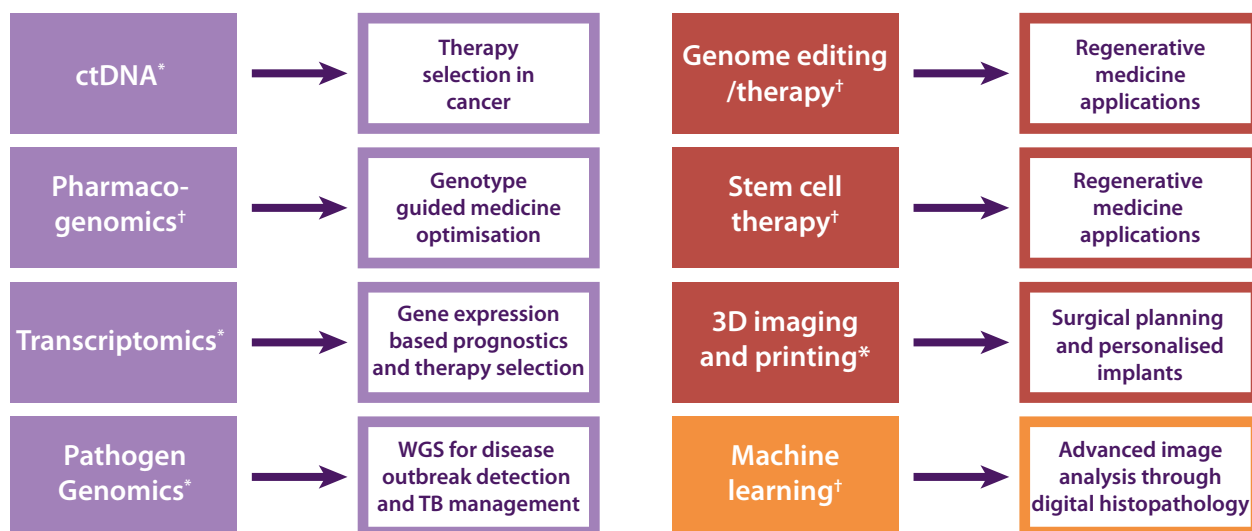 ctDNA*
Therapy
selection in
cancer
Pharmaco-
genomics†
Genotype
guided medicine
optimisation
Transcriptomics*
Gene expression
based prognostics
and therapy selection
Pathogen
Genomics*
WGS for disease
outbreak detection
and TB management
Genome editing
/therapy†
Regenerative
medicine
applications
Stem cell
therapy†
Regenerative
medicine
applications
3D imaging
and printing*
Surgical planning
and personalised
implants
Machine
learning†
Advanced image
analysis through
digital histopathology